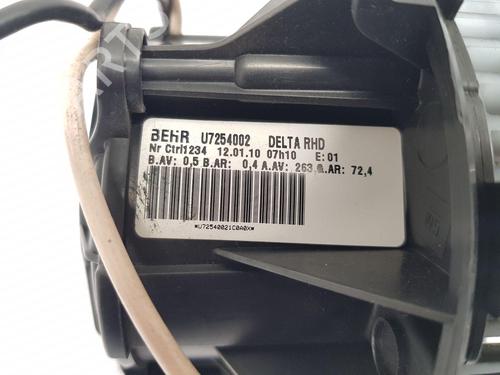 BEHR U7254002 DELTA RHD
Nr Ctrl1234 12.01.10 07h10 E:01
B.AV: 0,5 B.AR: 0,4 A.AV: 263, AR: 72,4
*U72540021C0A0X*